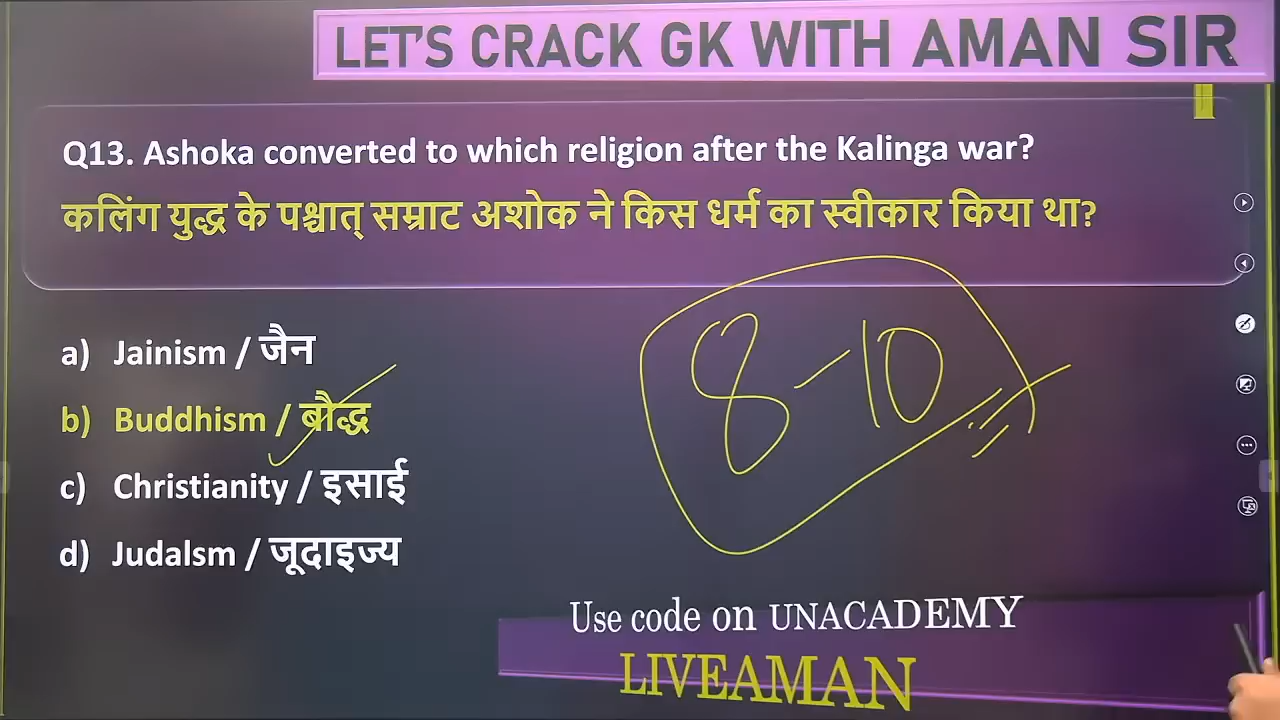 LET'S CRACK GK WITH AMAN SIR
Q13. Ashoka converted to which religion after the Kalinga war?
कलिंग युद्ध के पश्चात् सम्राट अशोक ने किस धर्म का स्वीकार किया था?
a) Jainism / जैन
b) Buddhism / बौद्ध
c) Christianity / इसाई
d) Judalsm / जूदाइज्य
8-10
Use code on UNACADEMY
LIVEAMAN